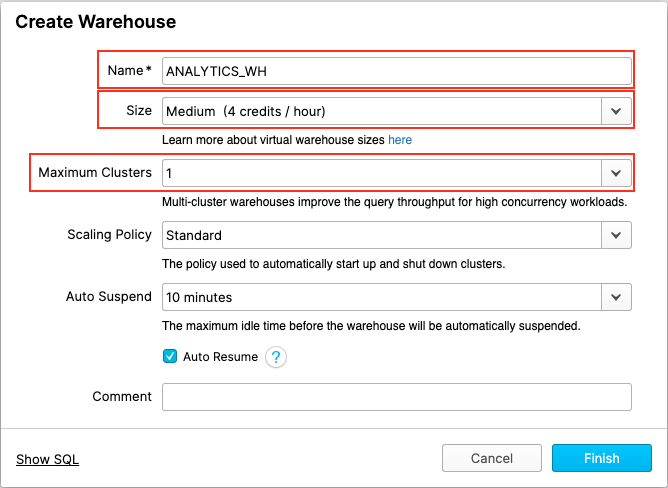 Create Warehouse
Name* ANALYTICS_WH
Size Medium (4 credits / hour)
Learn more about virtual warehouse sizes here
Maximum Clusters 1
Multi-cluster warehouses improve the query throughput for high concurrency workloads.
Scaling Policy Standard
The policy used to automatically start up and shut down clusters.
Auto Suspend 10 minutes
The maximum idle time before the warehouse will be automatically suspended.
Auto Resume ?
Comment
Show SQL Cancel Finish